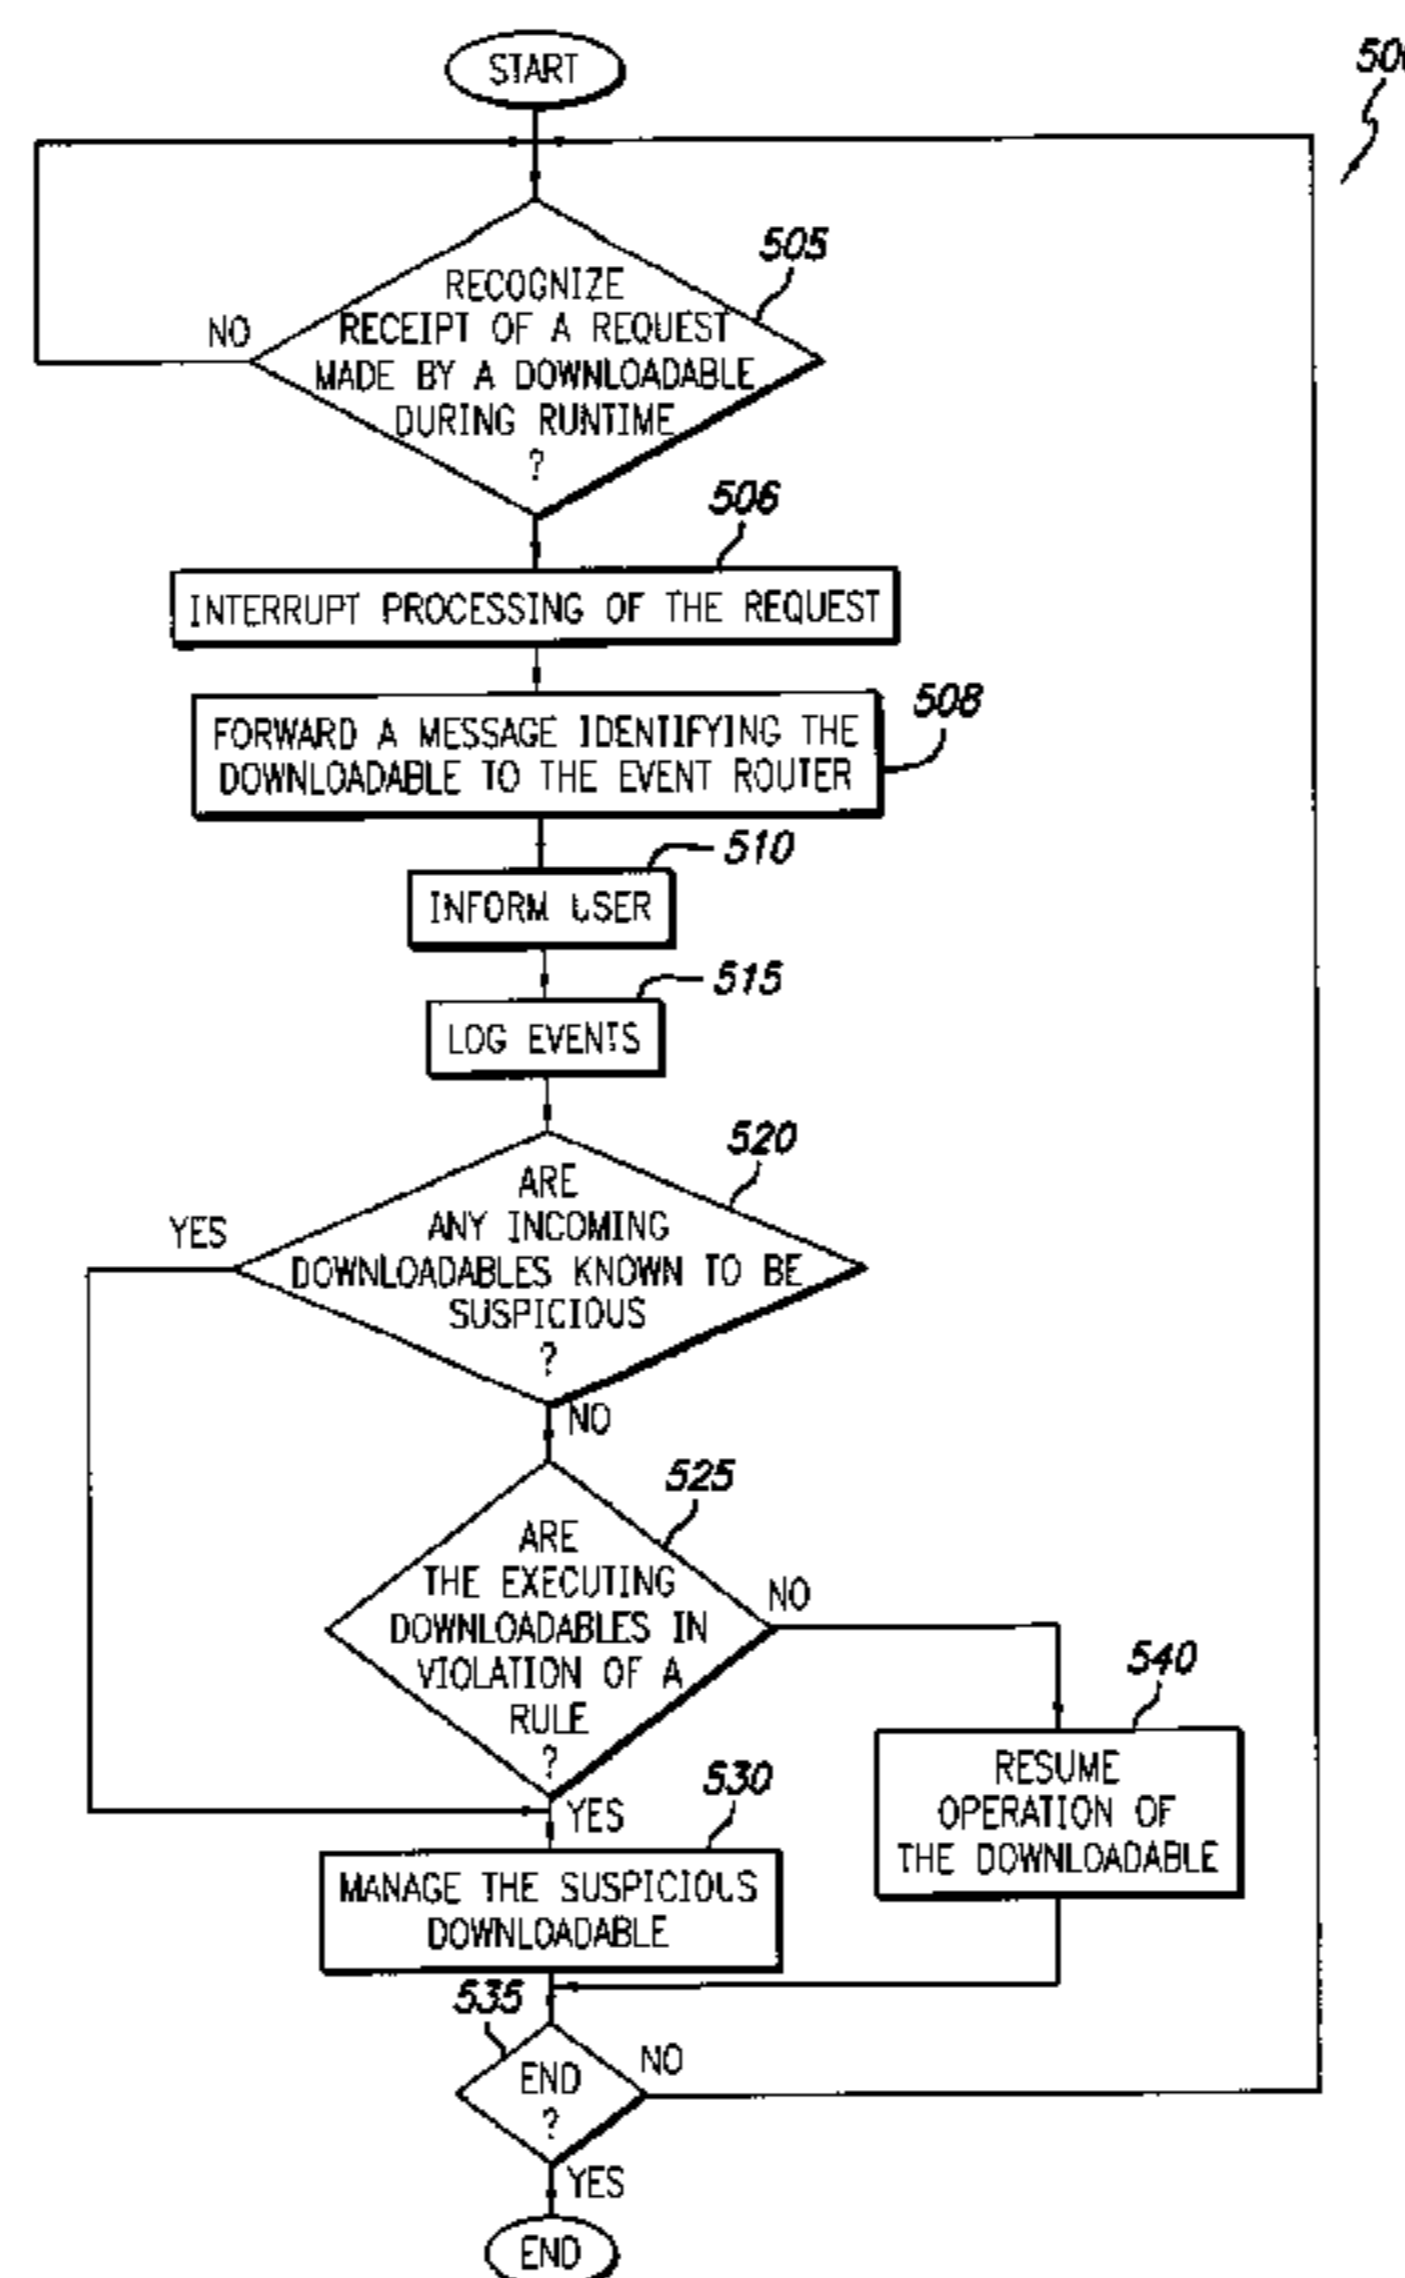 START
505
RECOGNIZE
RECEIPT OF A REQUEST
MADE BY A DOWNLOADABLE
DURING RUNTIME
?
NO
506
INTERRUPT PROCESSING OF THE REQUEST
508
FORWARD A MESSAGE IDENTIFYING THE
DOWNLOADABLE TO THE EVENT ROUTER
510
INFORM USER
515
LOG EVENTS
520
ARE
ANY INCOMING
DOWNLOADABLES KNOWN TO BE
SUSPICIOUS
?
YES
NO
525
ARE
THE EXECUTING
DOWNLOADABLES IN
VIOLATION OF A
RULE
?
NO
YES
540
RESUME
OPERATION OF
THE DOWNLOADABLE
530
MANAGE THE SUSPICIOUS
DOWNLOADABLE
535
END
?
NO
YES
END